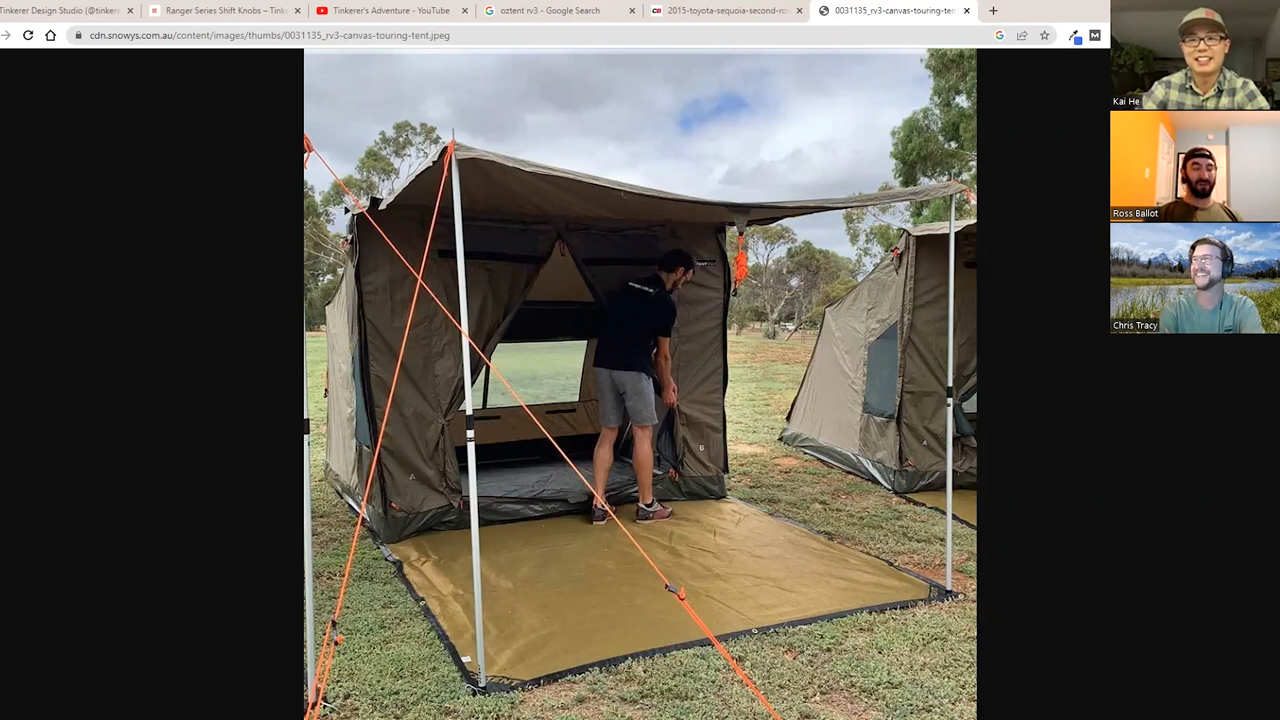 Tinkerer Design Studio (@tinker
Ranger Series Shift Knobs – Tink
Tinkerer's Adventure - YouTube
oztent rv3 - Google Search
2015-toyota-sequoia-second-ro
0031135_rv3-canvas-touring-ten
cdn.snowys.com.au/content/images/thumbs/0031135_rv3-canvas-touring-tent.jpeg
Kai He
Ross Ballot
Chris Tracy
A
B
A